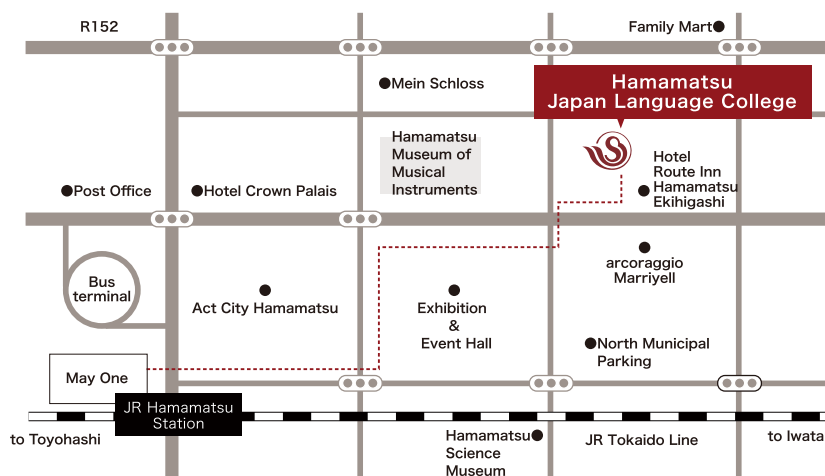 R152
Family Mart
Mein Schloss
Hamamatsu
Japan Language College
Hamamatsu
Museum of
Musical
Instruments
Hotel
Route Inn
Hamamatsu
Ekihigashi
Post Office
Hotel Crown Palais
arcoraggio
Marriyell
Bus
terminal
Act City Hamamatsu
Exhibition
&
Event Hall
North Municipal
Parking
May One
JR Hamamatsu
Station
to Toyohashi
Hamamatsu
Science
Museum
JR Tokaido Line
to Iwata